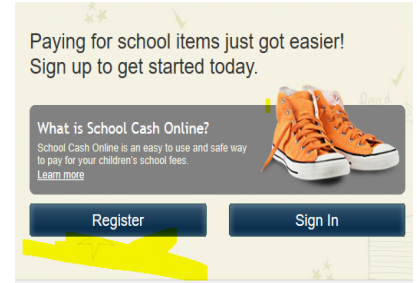 Paying for school items just got easier!
Sign up to get started today.
What is School Cash Online?
School Cash Online is an easy to use and safe way
to pay for your children's school fees.
Learn more
Register
Sign In